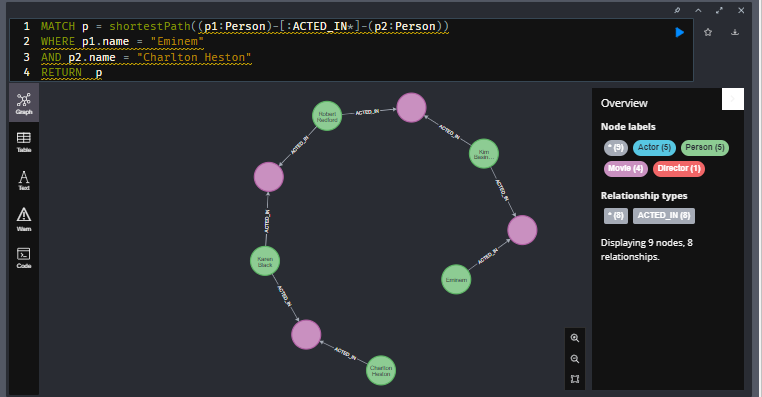 1 MATCH p = shortestPath((p1:Person)-[:ACTED_IN*]-(p2:Person))
2 WHERE p1.name = "Eminem"
3 AND p2.name = "Charlton Heston"
4 RETURN p
Graph
Table
Text
Warn
Code
Robert
Redford
ACTED_IN
ACTED_IN
ACTED_IN
Kim
Basin...
ACTED_IN
ACTED_IN
Karen
Black
ACTED_IN
Eminem
ACTED_IN
ACTED_IN
Charlton
Heston
Overview
Node labels
* (9) Actor (5) Person (5)
Movie (4) Director (1)
Relationship types
* (8) ACTED_IN (8)
Displaying 9 nodes, 8
relationships.